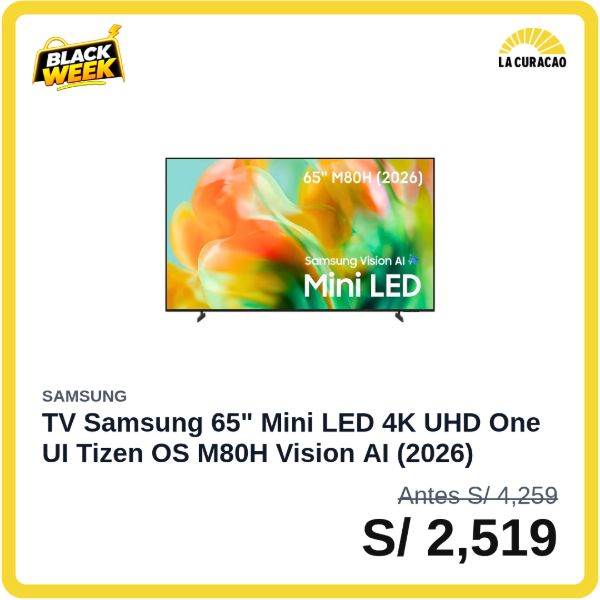 BLACK
WEEK
LA CURACAO
65" M80H (2026)
Samsung Vision AI
Mini LED
SAMSUNG
TV Samsung 65" Mini LED 4K UHD One
UI Tizen OS M80H Vision AI (2026)
Antes S/ 4,259
S/ 2,519